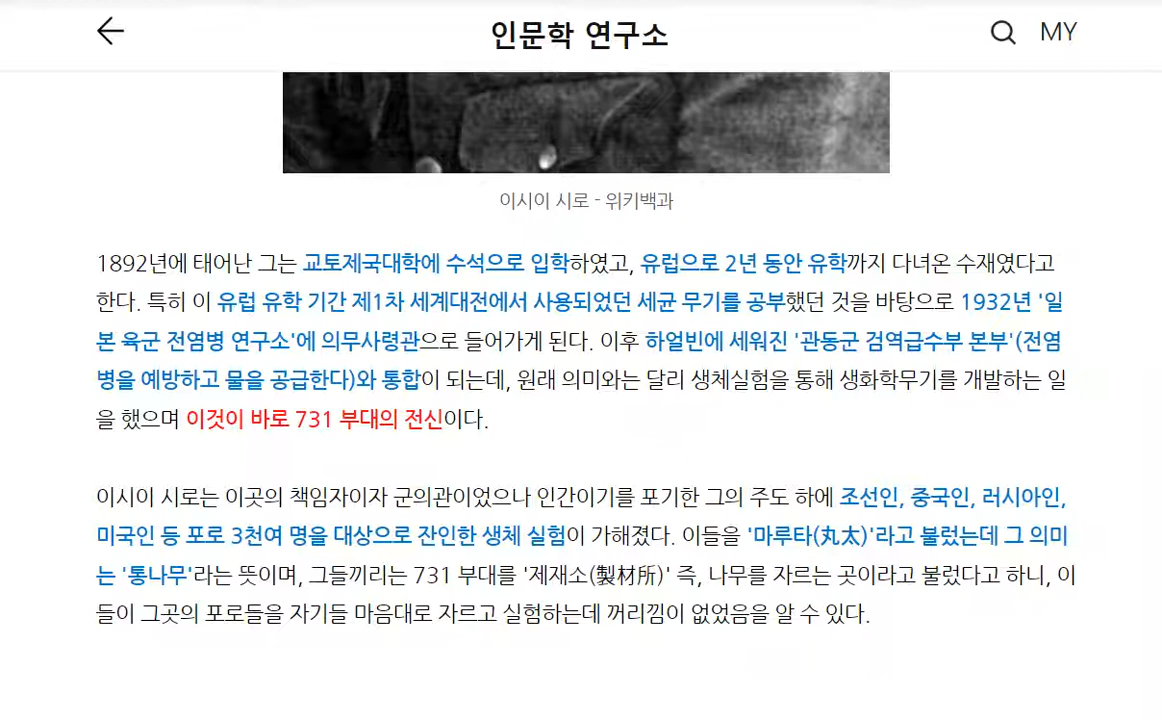 인문학 연구소
MY
이시이 시로 - 위키백과
1892년에 태어난 그는 교토제국대학에 수석으로 입학하였고, 유럽으로 2년 동안 유학까지 다녀온 수재였다고
한다. 특히 이 유럽 유학 기간 제1차 세계대전에서 사용되었던 세균 무기를 공부했던 것을 바탕으로 1932년 '일
본 육군 전염병 연구소'에 의무사령관으로 들어가게 된다. 이후 하얼빈에 세워진 '관동군 검역급수부 본부'(전염
병을 예방하고 물을 공급한다)와 통합이 되는데, 원래 의미와는 달리 생체실험을 통해 생화학무기를 개발하는 일
을 했으며 이것이 바로 731 부대의 전신이다.
이시이 시로는 이곳의 책임자이자 군의관이었으나 인간이기를 포기한 그의 주도 하에 조선인, 중국인, 러시아인,
미국인 등 포로 3천여 명을 대상으로 잔인한 생체 실험이 가해졌다. 이들을 '마루타(丸太)'라고 불렀는데 그 의미
는 '통나무'라는 뜻이며, 그들끼리는 731 부대를 '제재소(製材所)' 즉, 나무를 자르는 곳이라고 불렀다고 하니, 이
들이 그곳의 포로들을 자기들 마음대로 자르고 실험하는데 꺼리낌이 없었음을 알 수 있다.